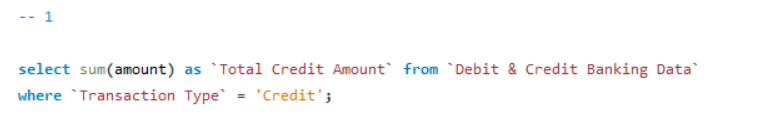 -- 1
select sum(amount) as `Total Credit Amount` from `Debit & Credit Banking Data`
where `Transaction Type` = 'Credit';